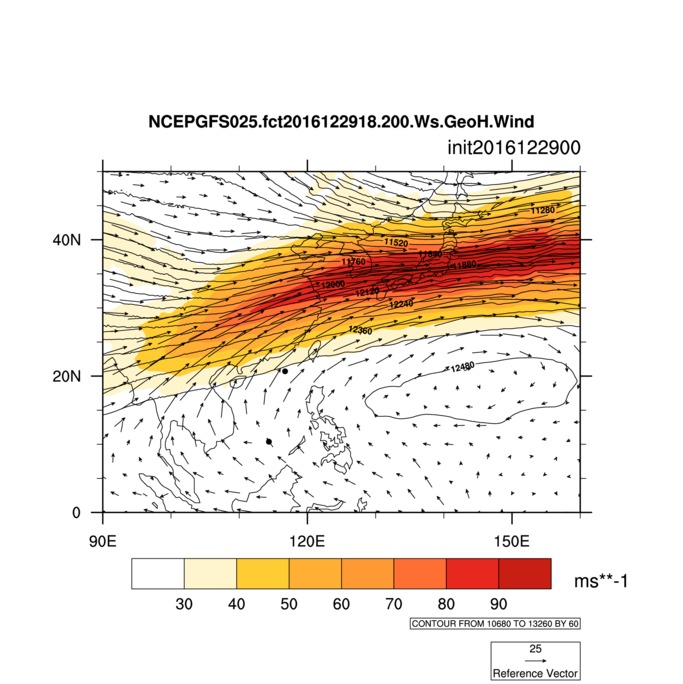 NCEPGFS025.fct2016122918.200.Ws.GeoH.Wind
init2016122900
11280
40N
11520
11760
11880
12000
12120
12240
12360
20N
12480
0
90E 120E 150E
30 40 50 60 70 80 90 ms**-1
CONTOUR FROM 10680 TO 13260 BY 60
25
Reference Vector